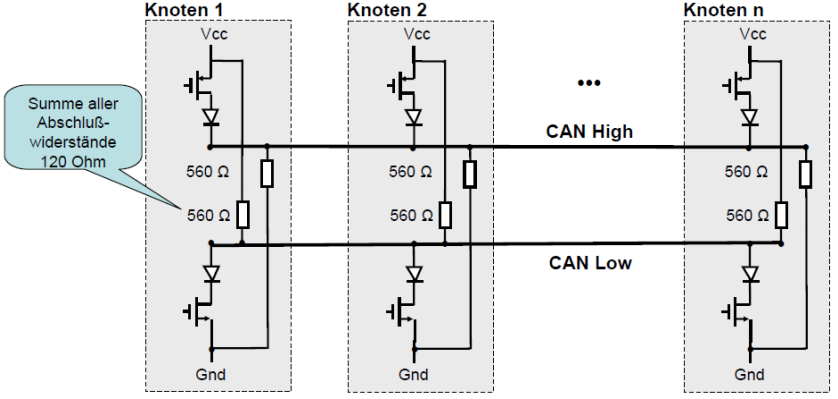 Knoten 1
Knoten 2
Knoten n
Vcc
Vcc
Vcc
•••
Summe aller
Abschluß-
widerstände
120 Ohm
CAN High
560 Ω
560 Ω
560 Ω
560 Ω
560 Ω
560 Ω
CAN Low
Gnd
Gnd
Gnd